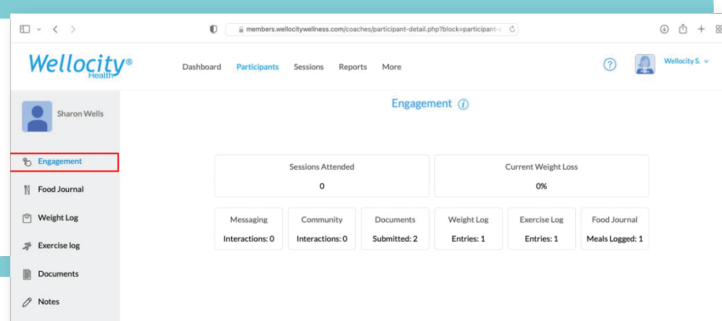 members.wellocitywellness.com/coaches/participant-detail.php?block=participant-
Wellocity®
Health
Dashboard Participants Sessions Reports More
Wellocity S.
Sharon Wells
Engagement
Food Journal
Weight Log
Exercise log
Documents
Notes
Engagement
Sessions Attended
0
Current Weight Loss
0%
Messaging
Interactions: 0
Community
Interactions: 0
Documents
Submitted: 2
Weight Log
Entries: 1
Exercise Log
Entries: 1
Food Journal
Meals Logged: 1